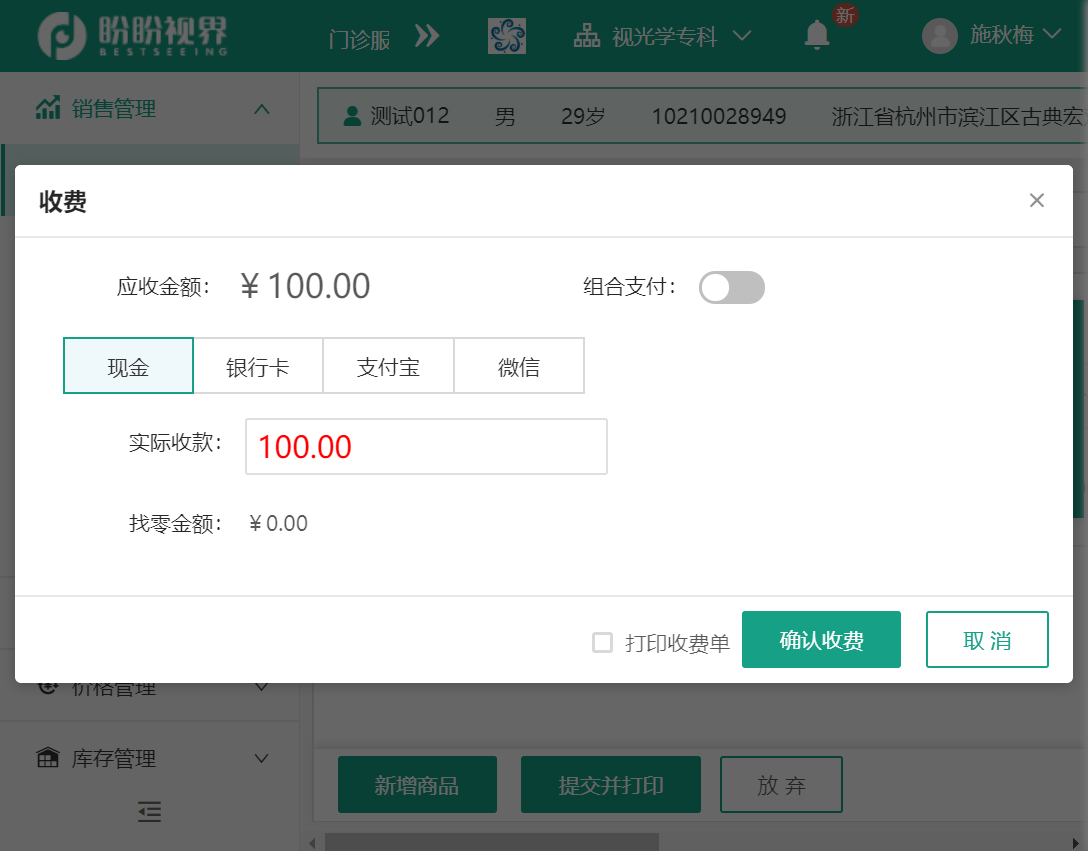 盼盼视界
BESTSEEING
门诊服
视光学专科
新
施秋梅
销售管理
测试012 男 29岁 10210028949 浙江省杭州市滨江区古典宏
收费
应收金额： ¥ 100.00 组合支付：
现金 银行卡 支付宝 微信
实际收款： 100.00
找零金额： ¥ 0.00
打印收费单 确认收费 取 消
价格管理
库存管理
新增商品 提交并打印 放 弃